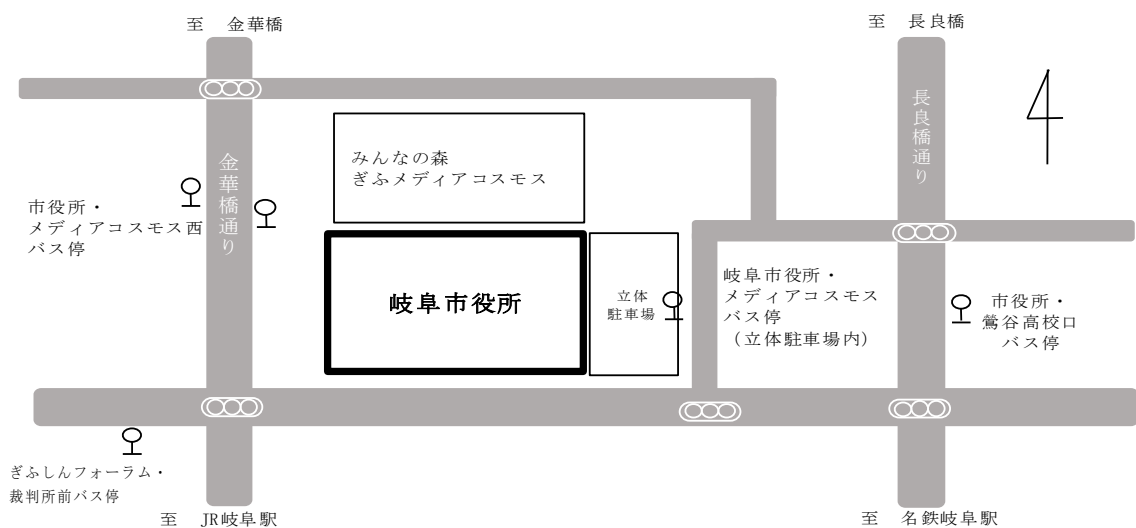 至 金華橋
至 長良橋
長良橋通り
みんなの森
ぎふメディアコスモス
金華橋通り
市役所・
メディアコスモス西
バス停
岐阜市役所
立体
駐車場
岐阜市役所・
メディアコスモス
バス停
（立体駐車場内）
市役所・
鶯谷高校口
バス停
ぎふしんフォーラム・
裁判所前バス停
至 JR岐阜駅
至 名鉄岐阜駅